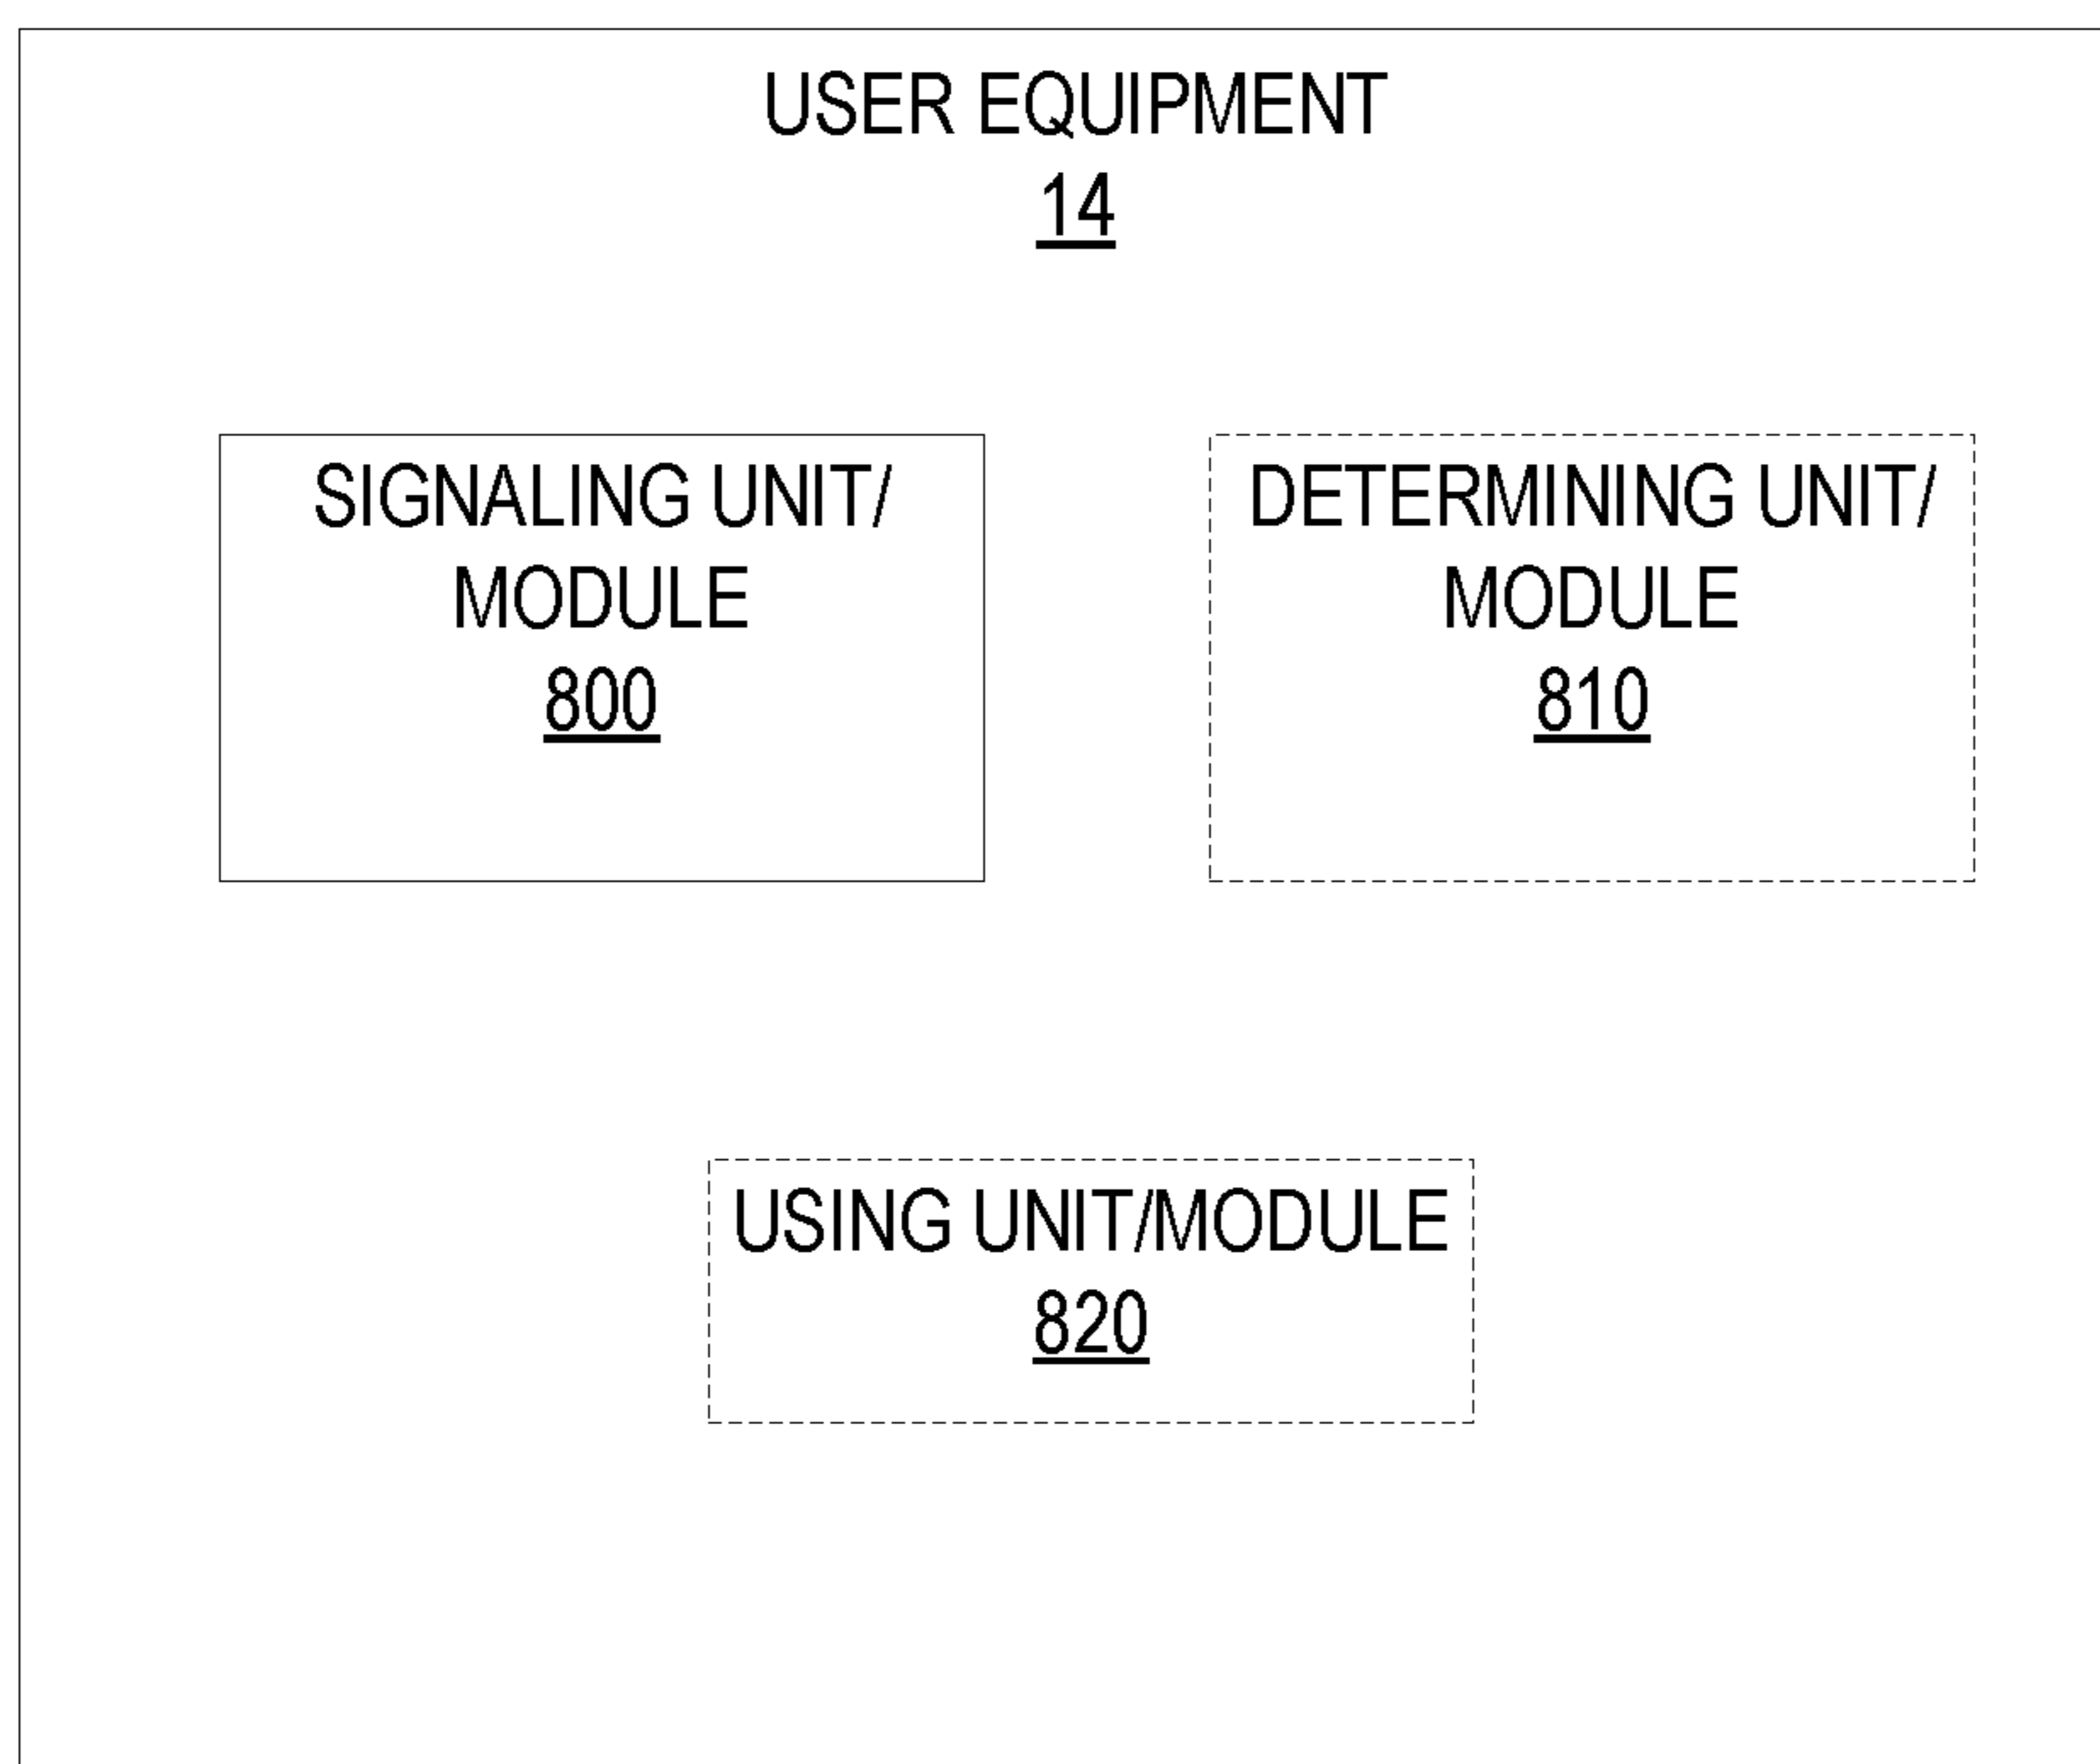 USER EQUIPMENT
14
SIGNALING UNIT/
MODULE
800
DETERMINING UNIT/
MODULE
810
USING UNIT/MODULE
820